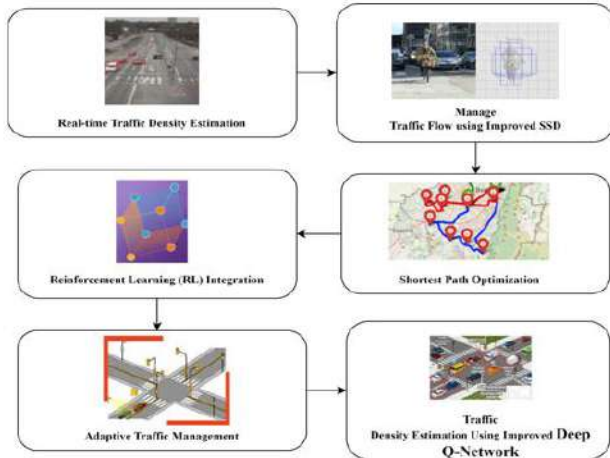 Real-time Traffic Density Estimation
Manage
Traffic Flow using Improved SSD
Reinforcement Learning (RL) Integration
Shortest Path Optimization
Adaptive Traffic Management
Traffic
Density Estimation Using Improved Deep
Q-Network